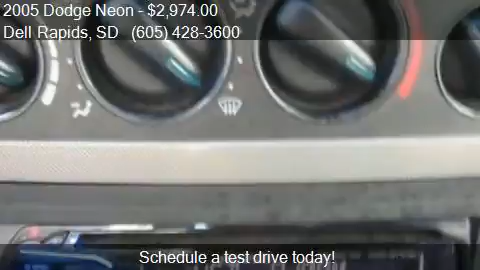 2005 Dodge Neon - $2,974.00
Dell Rapids, SD   (605) 428-3600
Schedule a test drive today!